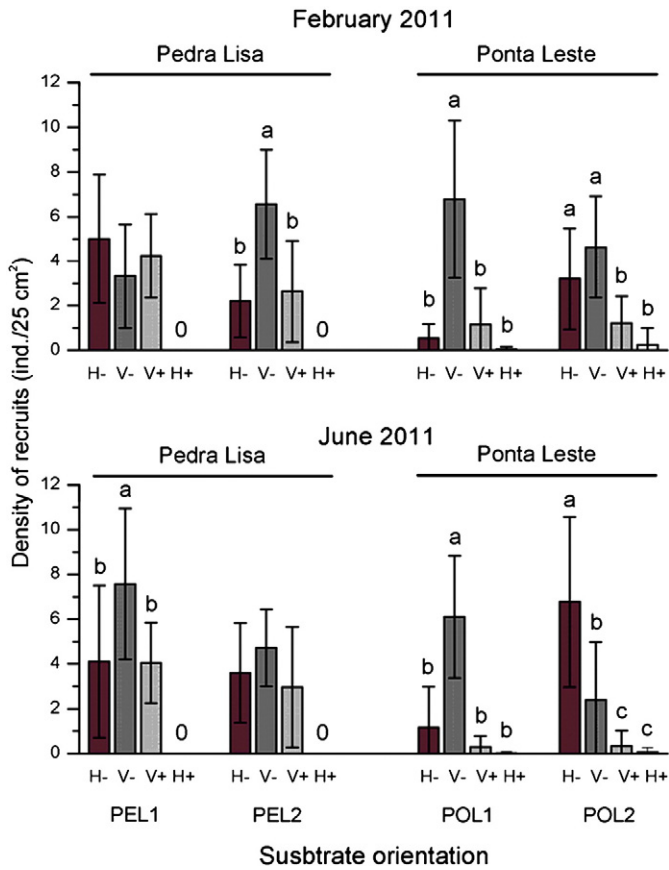 February 2011
Pedra Lisa Ponta Leste
Density of recruits (ind./25 cm²)
12
10
8
6
4
2
0
0 b a b 0 b a b b a a b b
H- V- V+ H+ H- V- V+ H+ H- V- V+ H+ H- V- V+ H+
June 2011
Pedra Lisa Ponta Leste
12
10
8
6
4
2
0
b a b 0 0 b a b b a b c c
H- V- V+ H+ H- V- V+ H+ H- V- V+ H+ H- V- V+ H+
PEL1 PEL2 POL1 POL2
Susbtrate orientation